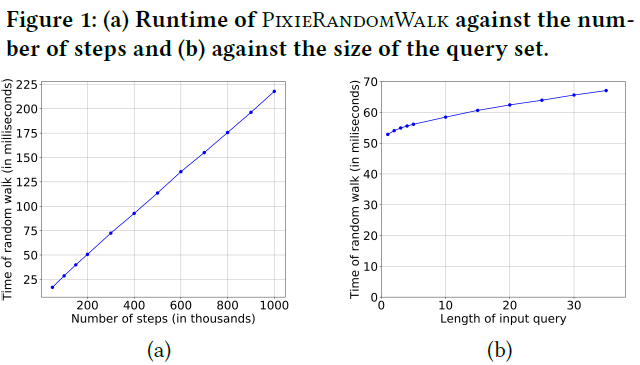 Figure 1: (a) Runtime of PIXIERANDOMWALK against the num-
ber of steps and (b) against the size of the query set.
Time of random walk (in milliseconds)
225
200
175
150
125
100
75
50
25
200 400 600 800 1000
Number of steps (in thousands)
(a)
Time of random walk (in miliseconds)
70
60
50
40
30
20
10
0
0 10 20 30
Length of input query
(b)